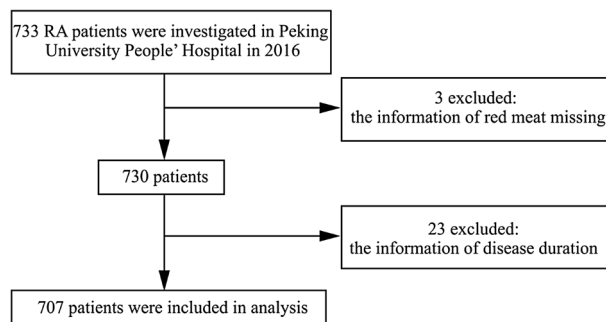 733 RA patients were investigated in Peking
University People’ Hospital in 2016
3 excluded:
the information of red meat missing
730 patients
23 excluded:
the information of disease duration
707 patients were included in analysis